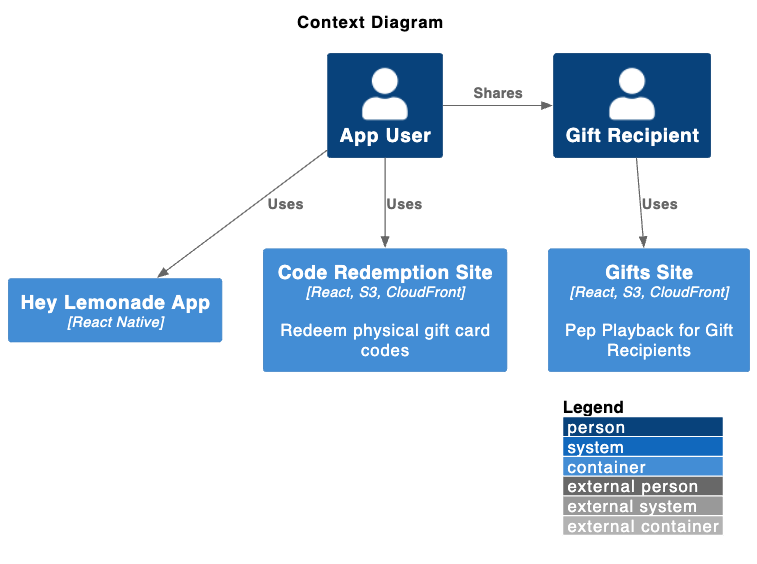 Context Diagram
App User
Shares
Gift Recipient
Uses
Uses
Uses
Hey Lemonade App
[React Native]
Code Redemption Site
[React, S3, CloudFront]
Redeem physical gift card
codes
Gifts Site
[React, S3, CloudFront]
Pep Playback for Gift
Recipients
Legend
person
system
container
external person
external system
external container